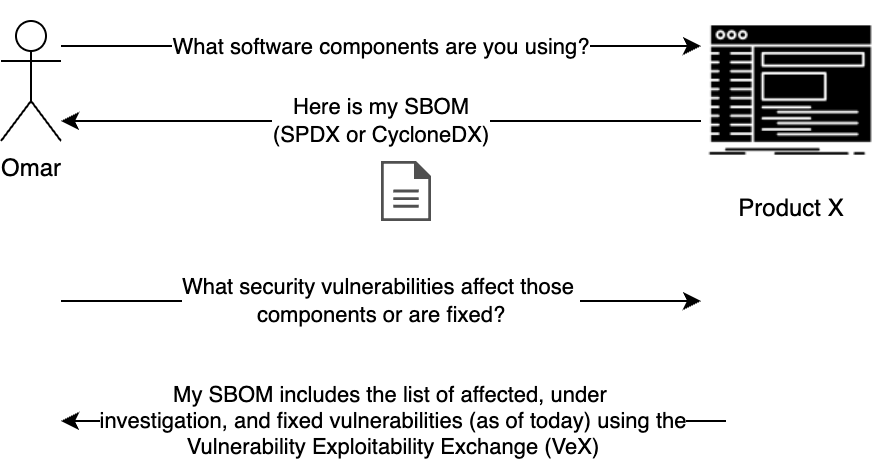 What software components are you using?
Here is my SBOM
(SPDX or CycloneDX)
Omar
Product X
What security vulnerabilities affect those
components or are fixed?
My SBOM includes the list of affected, under
investigation, and fixed vulnerabilities (as of today) using the
Vulnerability Exploitability Exchange (VeX)